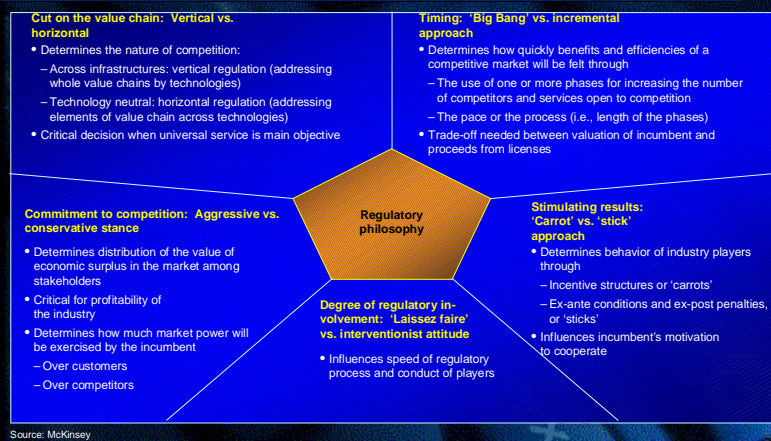 Cut on the value chain: Vertical vs.
horizontal
• Determines the nature of competition:
– Across infrastructures: vertical regulation (addressing
whole value chains by technologies)
– Technology neutral: horizontal regulation (addressing
elements of value chain across technologies)
• Critical decision when universal service is main objective
Timing: ‘Big Bang’ vs. incremental
approach
• Determines how quickly benefits and efficiencies of a
competitive market will be felt through
– The use of one or more phases for increasing the number
of competitors and services open to competition
– The pace or the process (i.e., length of the phases)
• Trade-off needed between valuation of incumbent and
proceeds from licenses
Regulatory
philosophy
Commitment to competition: Aggressive vs.
conservative stance
• Determines distribution of the value of
economic surplus in the market among
stakeholders
• Critical for profitability of
the industry
• Determines how much market power will
be exercised by the incumbent
– Over customers
– Over competitors
Degree of regulatory in-
volvement: ‘Laissez faire’
vs. interventionist attitude
• Influences speed of regulatory
process and conduct of players
Stimulating results:
‘Carrot’ vs. ‘stick’
approach
• Determines behavior of industry players
through
– Incentive structures or ‘carrots’
– Ex-ante conditions and ex-post penalties,
or ‘sticks’
• Influences incumbent’s motivation
to cooperate
Source: McKinsey